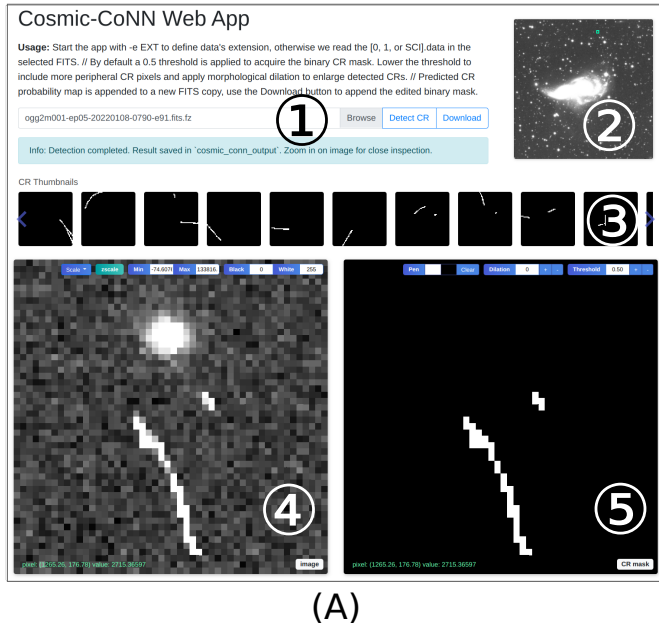 Cosmic-CoNN Web App
Usage: Start the app with -e EXT to define data's extension, otherwise we read the [0, 1, or SCI].data in the
selected FITS. // By default a 0.5 threshold is applied to acquire the binary CR mask. Lower the threshold to
include more peripheral CR pixels and apply morphological dilation to enlarge detected CRs. // Predicted CR
probability map is appended to a new FITS copy, use the Download button to append the edited binary mask.
ogg2m001-ep05-20220108-0790-e91.fits.fz
① Browse Detect CR Download
②
Info: Detection completed. Result saved in `cosmic_conn_output`. Zoom in on image for close inspection.
CR Thumbnails
③
Scale zscale Min -74.607 Max 133816. Black 0 White 255
Pen Clear Dilation 0 + - Threshold 0.50 + -
④
⑤
pixel: (1265.26, 176.78) value: 2715.36597 image
pixel: (1265.26, 176.78) value: 2715.36597 CR mask
(A)